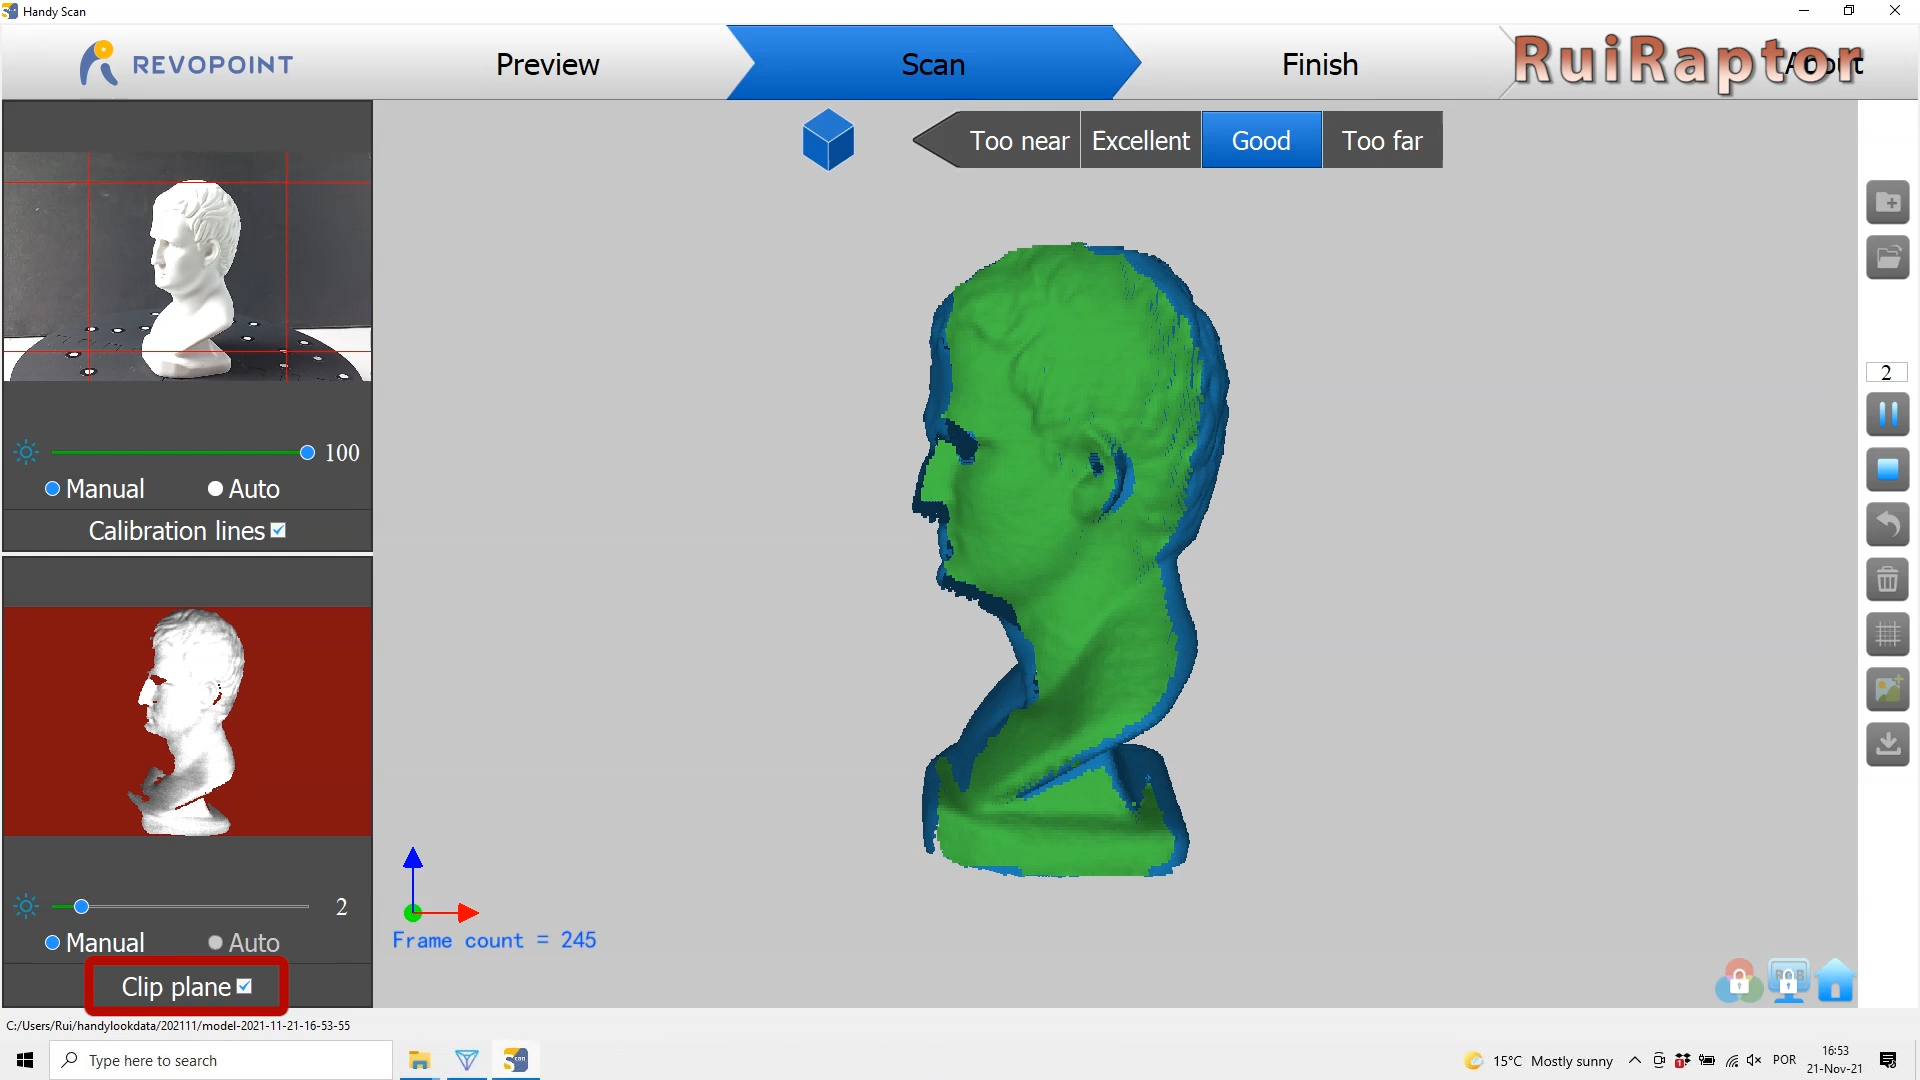 Handy Scan
REVOPOINT
Preview
Scan
Finish
About
RuiRaptor
Too near
Excellent
Good
Too far
100
Manual
Auto
Calibration lines
2
2
Manual
Auto
Clip plane
Frame count = 245
RGB
C:/Users/Rui/handylookdata/202111/model-2021-11-21-16-53-55
Type here to search
15°C Mostly sunny
POR
16:53
21-Nov-21